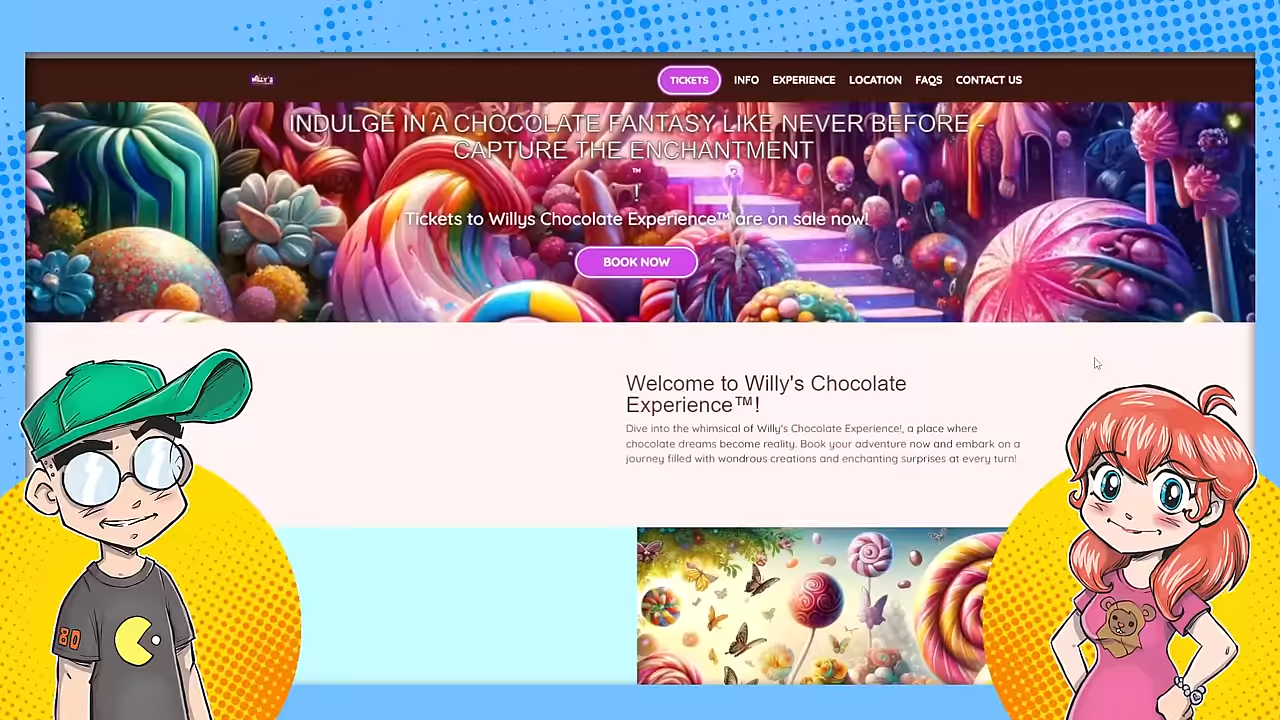 WILLY'S
TICKETS INFO EXPERIENCE LOCATION FAQS CONTACT US
INDULGE IN A CHOCOLATE FANTASY LIKE NEVER BEFORE -
CAPTURE THE ENCHANTMENT
™
!
Tickets to Willys Chocolate Experience™ are on sale now!
BOOK NOW
Welcome to Willy's Chocolate
Experience™!
Dive into the whimsical of Willy's Chocolate Experience!, a place where
chocolate dreams become reality. Book your adventure now and embark on a
journey filled with wondrous creations and enchanting surprises at every turn!
80